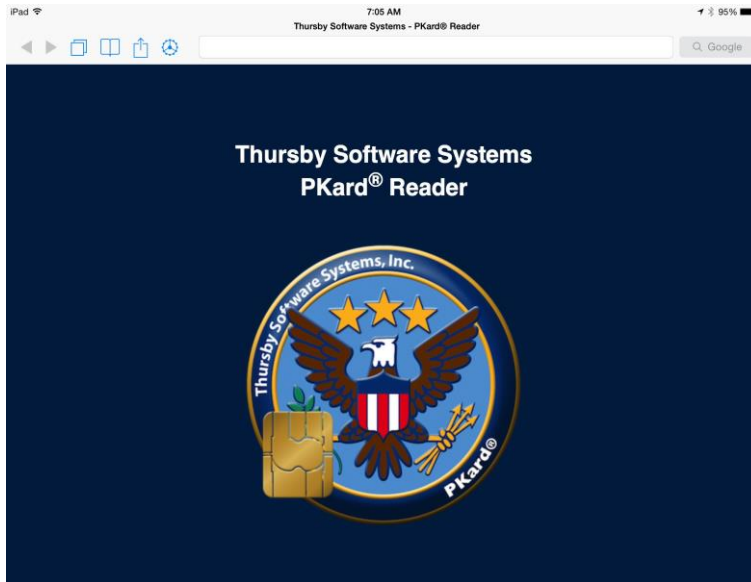 iPad 7:05 AM 95%
Thursby Software Systems - PKard® Reader
Google
Thursby Software Systems
PKard® Reader
Thursby Software Systems, Inc.
PKard®